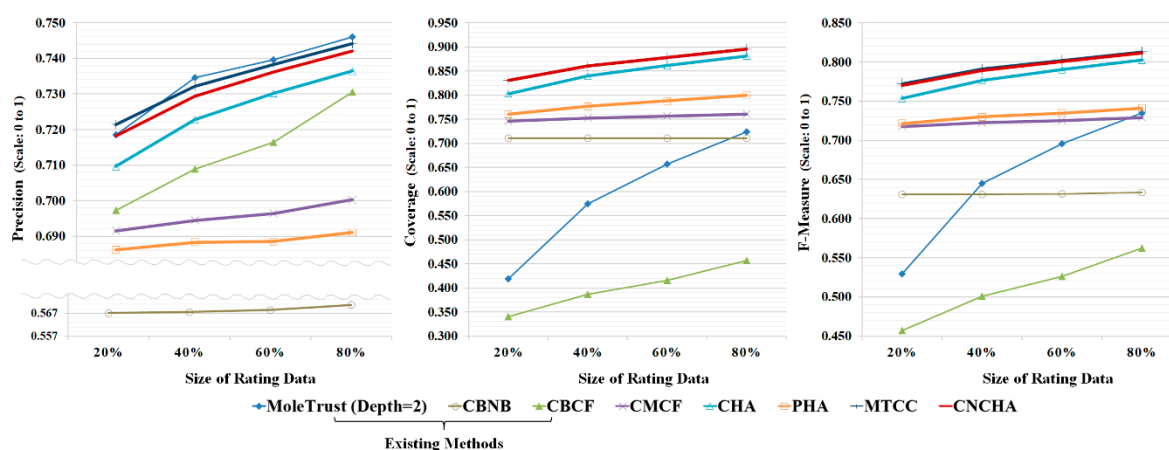 Precision (Scale: 0 to 1)
0.750
0.740
0.730
0.720
0.710
0.700
0.690
0.567
0.557
20% 40% 60% 80%
Size of Rating Data
Coverage (Scale: 0 to 1)
0.950
0.900
0.850
0.800
0.750
0.700
0.650
0.600
0.550
0.500
0.450
0.400
0.350
0.300
20% 40% 60% 80%
Size of Rating Data
F-Measure (Scale: 0 to 1)
0.850
0.800
0.750
0.700
0.650
0.600
0.550
0.500
0.450
20% 40% 60% 80%
Size of Rating Data
MoleTrust (Depth=2) CBNB CBCF CMCF CHA PHA MTCC CNCHA
Existing Methods